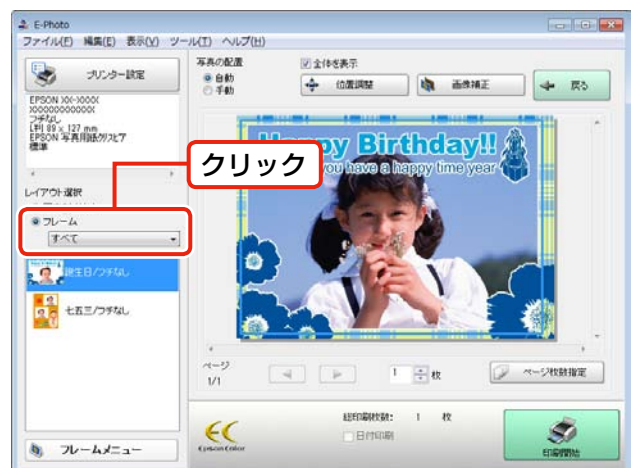 E-Photo
ファイル(F) 編集(E) 表示(V) ツール(T) ヘルプ(H)
プリンター設定
写真の配置
自動
手動
全体を表示
位置調整
画像補正
戻る
EPSON XX-XXXX
XXXXXXXXXXXX
フチなし
L判 89 x 127 mm
EPSON 写真用紙クリスピア
標準
レイアウト選択
クリック
フレーム
すべて
誕生日/フチなし
七五三/フチなし
Happy Birthday!!
you have a happy time year
ページ
1/1
1 枚
ページ枚数指定
総印刷枚数: 1 枚
日付印刷
Epson Color
印刷開始
フレームメニュー